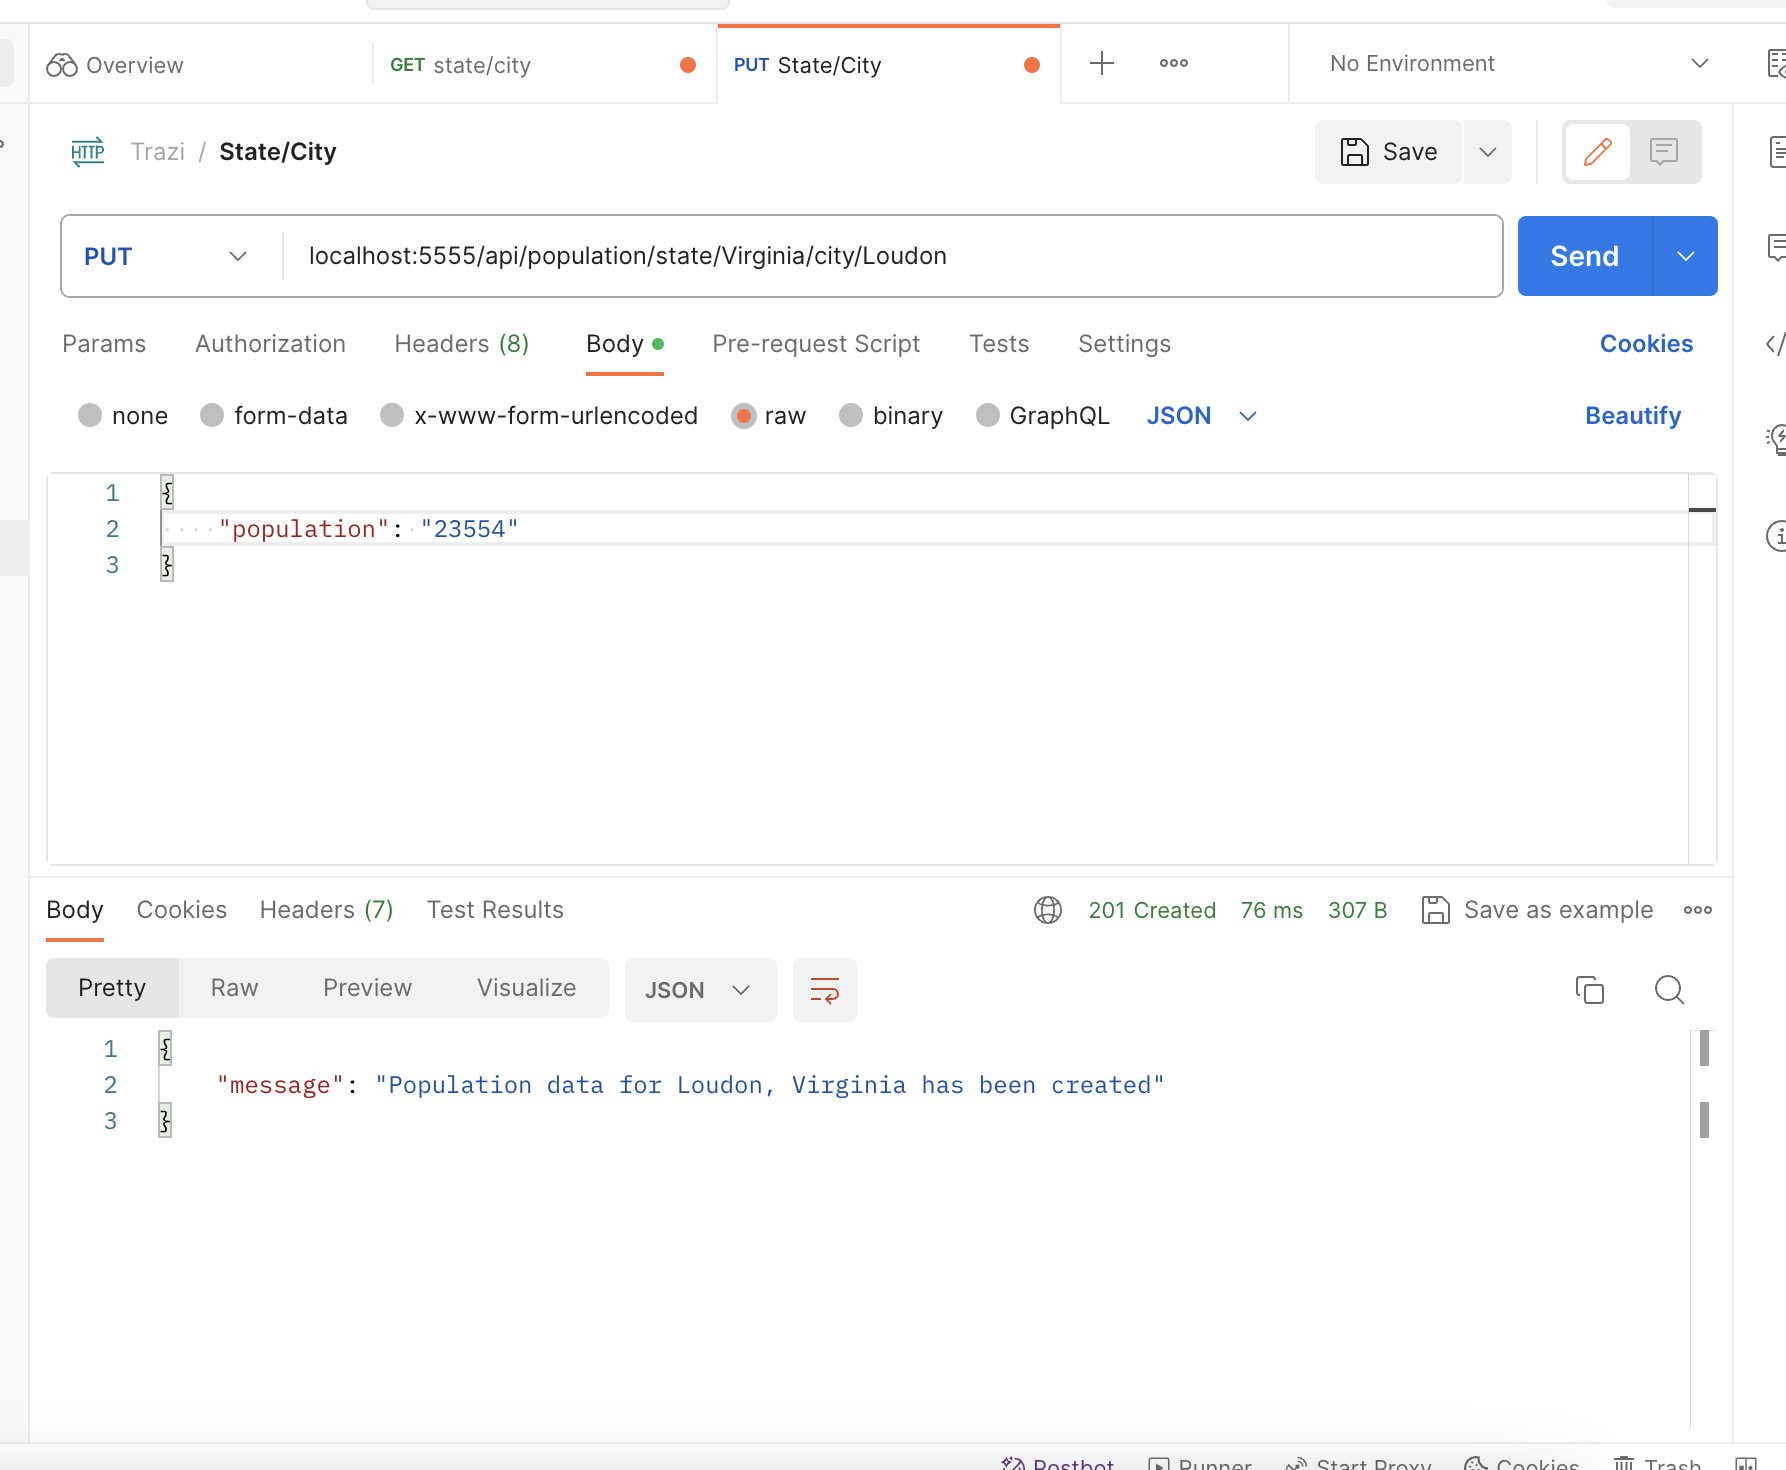 Overview
GET state/city
PUT State/City
No Environment
HTTP Trazi / State/City
Save
PUT
localhost:5555/api/population/state/Virginia/city/Loudon
Send
Params Authorization Headers (8) Body Pre-request Script Tests Settings Cookies
none form-data x-www-form-urlencoded raw binary GraphQL JSON Beautify
1 {
2 "population": "23554"
3 }
Body Cookies Headers (7) Test Results 201 Created 76 ms 307 B Save as example
Pretty Raw Preview Visualize JSON
1 {
2 "message": "Population data for Loudon, Virginia has been created"
3 }
Postbot Runner Start Proxy Cookies Trash